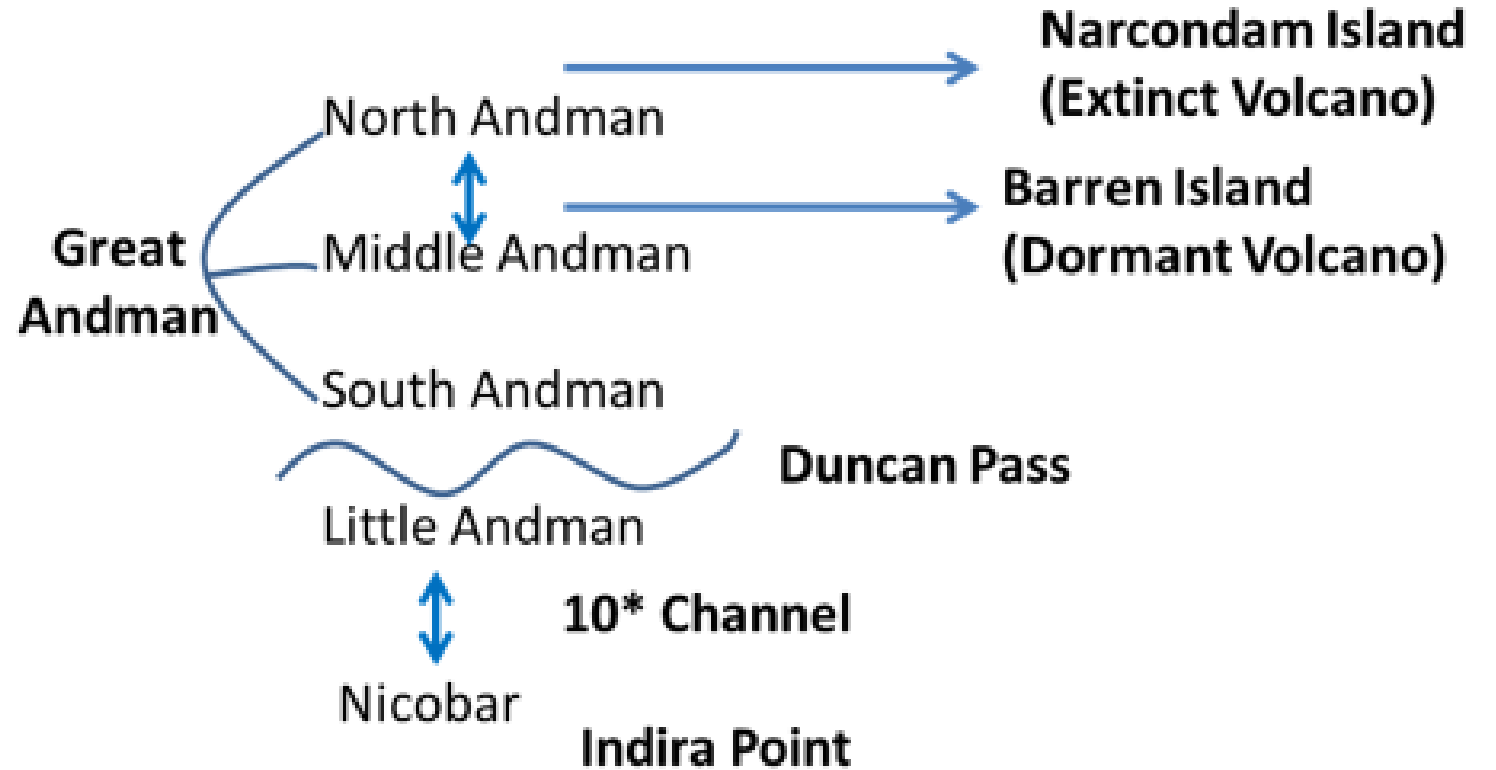 Narcondam Island
(Extinct Volcano)
North Andman
Barren Island
(Dormant Volcano)
Great
Andman
Middle Andman
South Andman
Duncan Pass
Little Andman
10* Channel
Nicobar
Indira Point